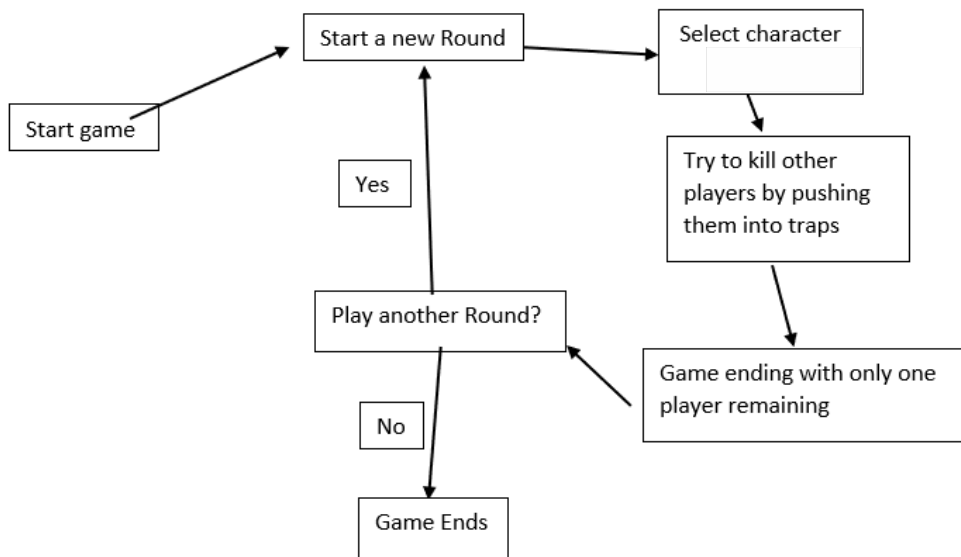 Start game
Start a new Round
Select character
Try to kill other
players by pushing
them into traps
Game ending with only one
player remaining
Play another Round?
Yes
No
Game Ends